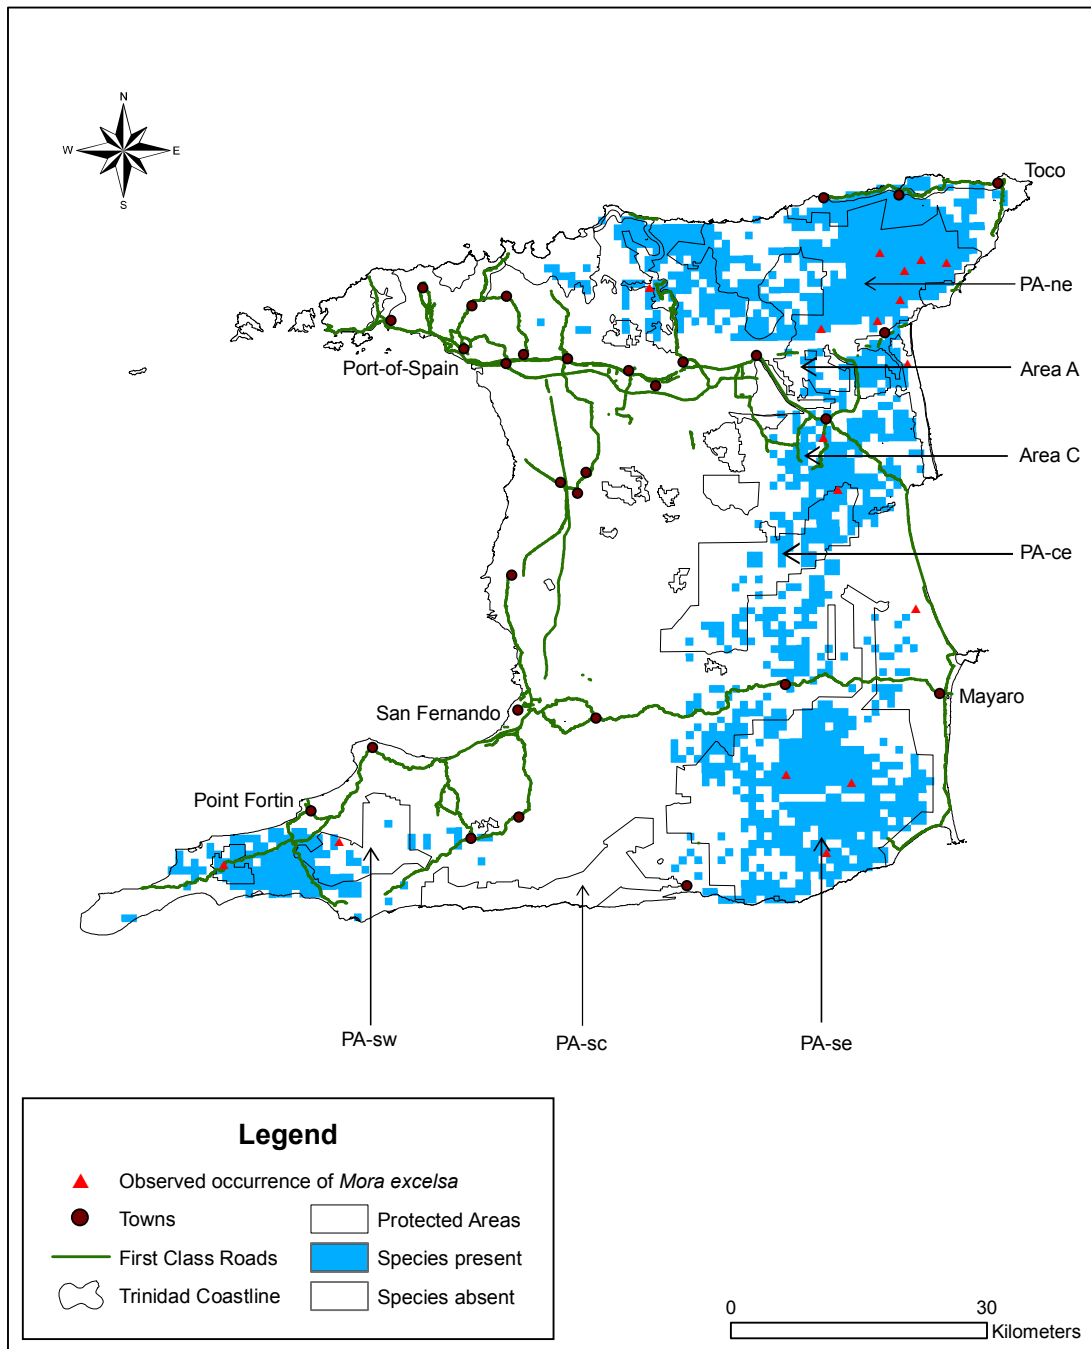 N
W
E
S
Toco
PA-ne
Port-of-Spain
Area A
Area C
PA-ce
San Fernando
Mayaro
Point Fortin
PA-sw
PA-sc
PA-se
Legend
Observed occurrence of Mora excelsa
Towns
Protected Areas
First Class Roads
Species present
Trinidad Coastline
Species absent
0
30
Kilometers